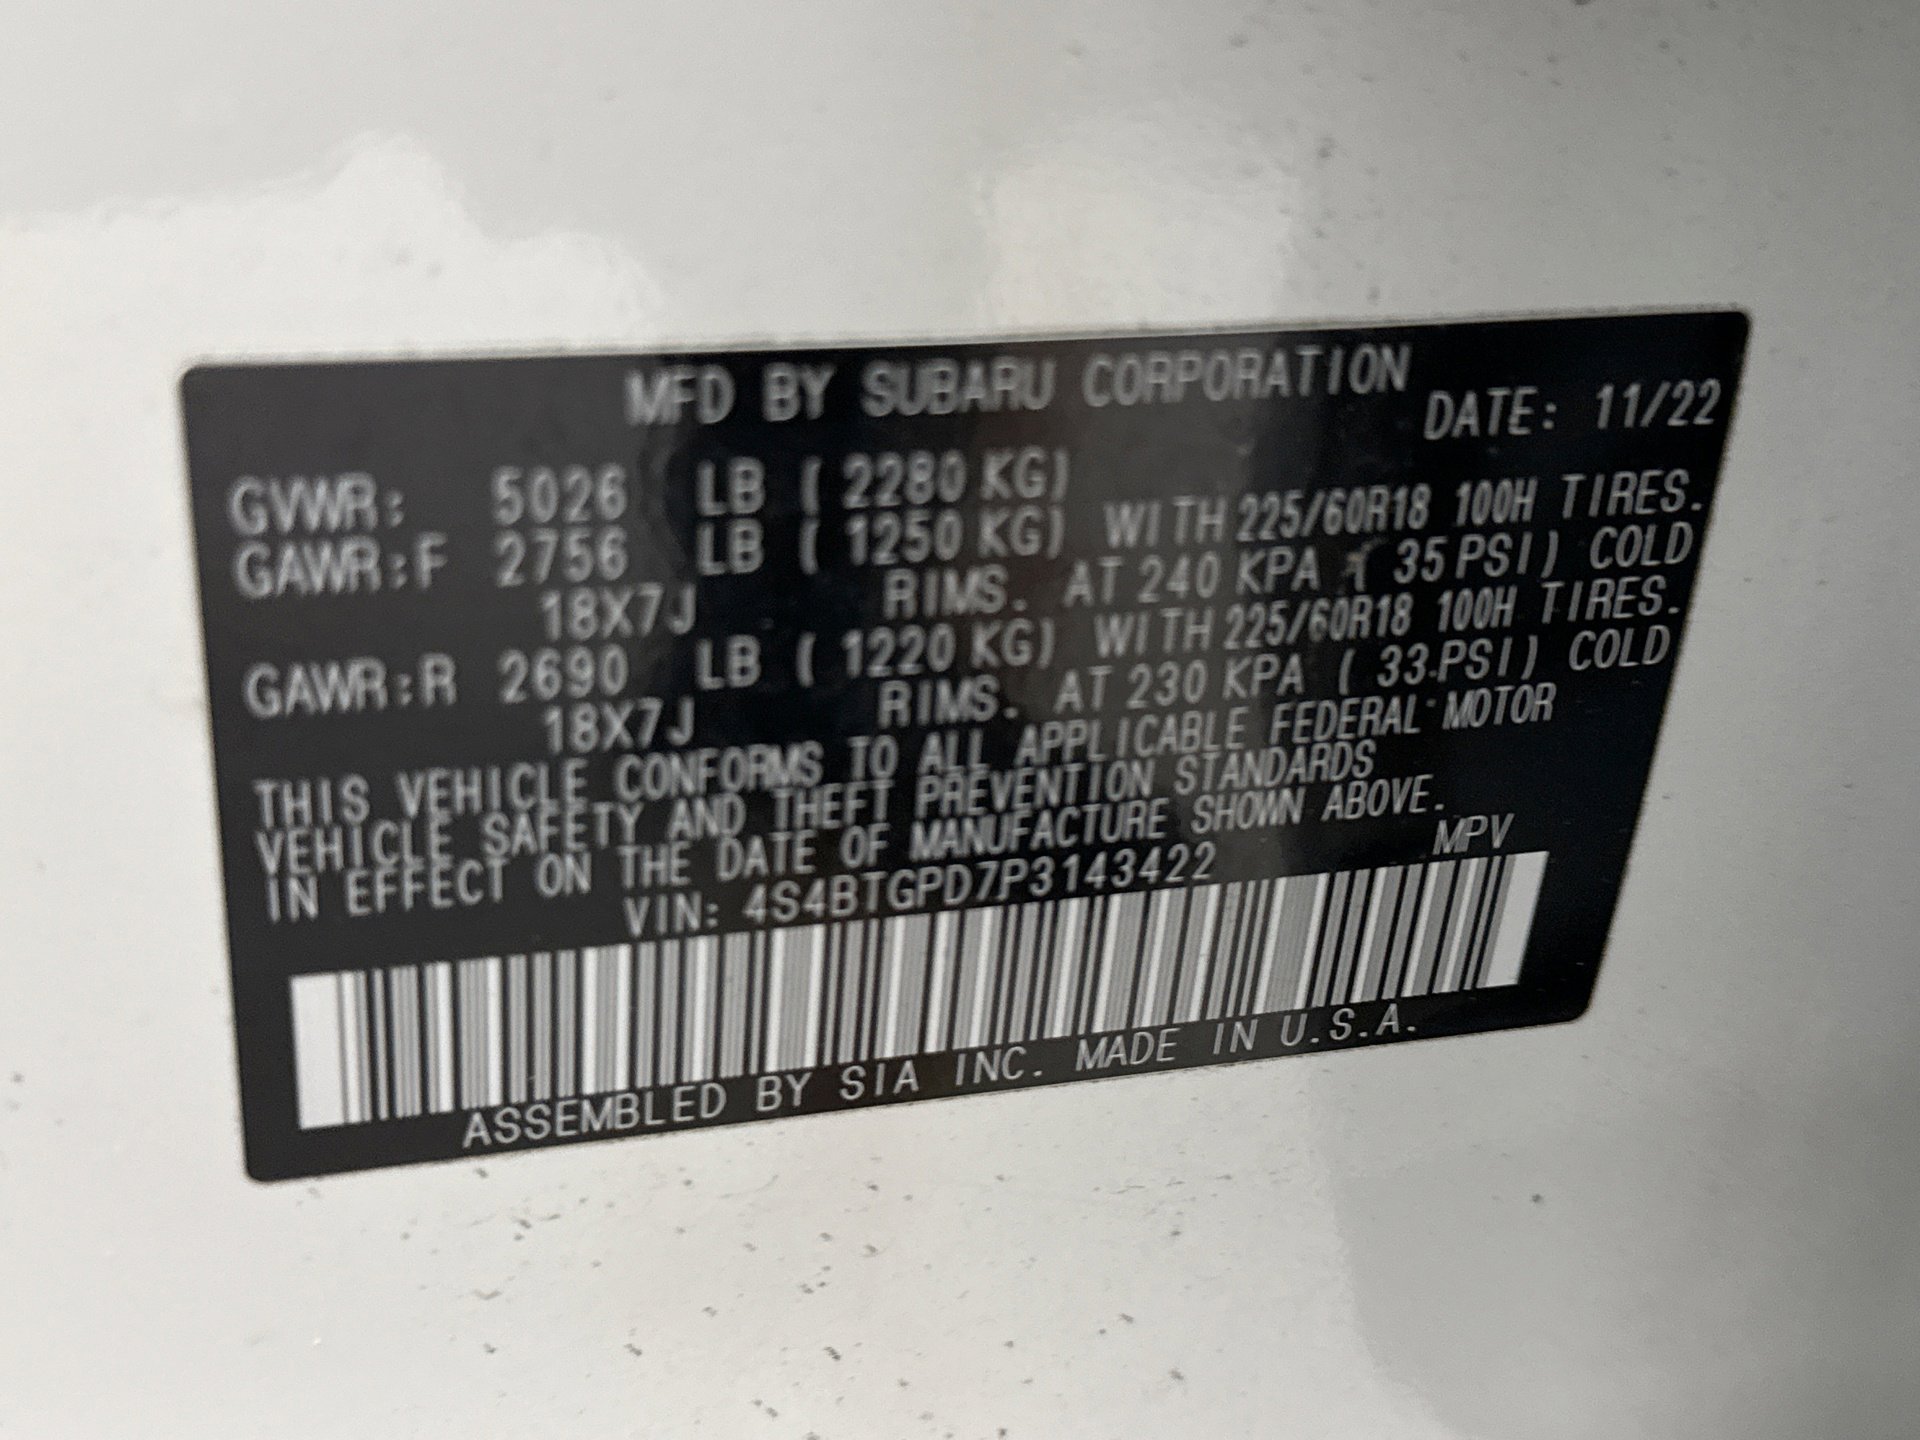 MFD BY SUBARU CORPORATION DATE: 11/22
GVWR: 5026 LB ( 2280 KG)
GAWR:F 2756 LB ( 1250 KG) WITH 225/60R18 100H TIRES.
18X7J RIMS. AT 240 KPA ( 35 PSI) COLD
GAWR:R 2690 LB ( 1220 KG) WITH 225/60R18 100H TIRES.
18X7J RIMS. AT 230 KPA ( 33 PSI) COLD
THIS VEHICLE CONFORMS TO ALL APPLICABLE FEDERAL MOTOR
VEHICLE SAFETY AND THEFT PREVENTION STANDARDS
IN EFFECT ON THE DATE OF MANUFACTURE SHOWN ABOVE.
VIN: 4S4BTGPD7P3143422 MPV
ASSEMBLED BY SIA INC. MADE IN U.S.A.